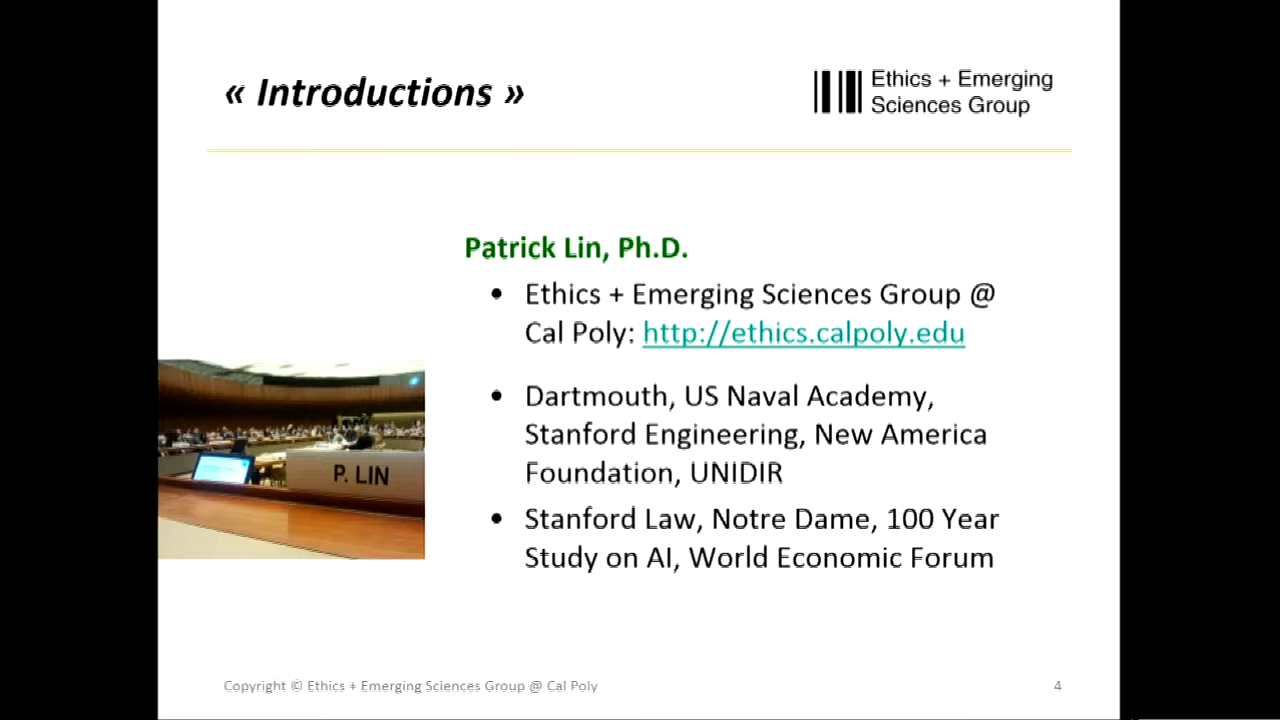 « Introductions »
Ethics + Emerging
Sciences Group
Patrick Lin, Ph.D.
• Ethics + Emerging Sciences Group @
Cal Poly: http://ethics.calpoly.edu
• Dartmouth, US Naval Academy,
Stanford Engineering, New America
Foundation, UNIDIR
• Stanford Law, Notre Dame, 100 Year
Study on AI, World Economic Forum
P. LIN
Copyright © Ethics + Emerging Sciences Group @ Cal Poly
4